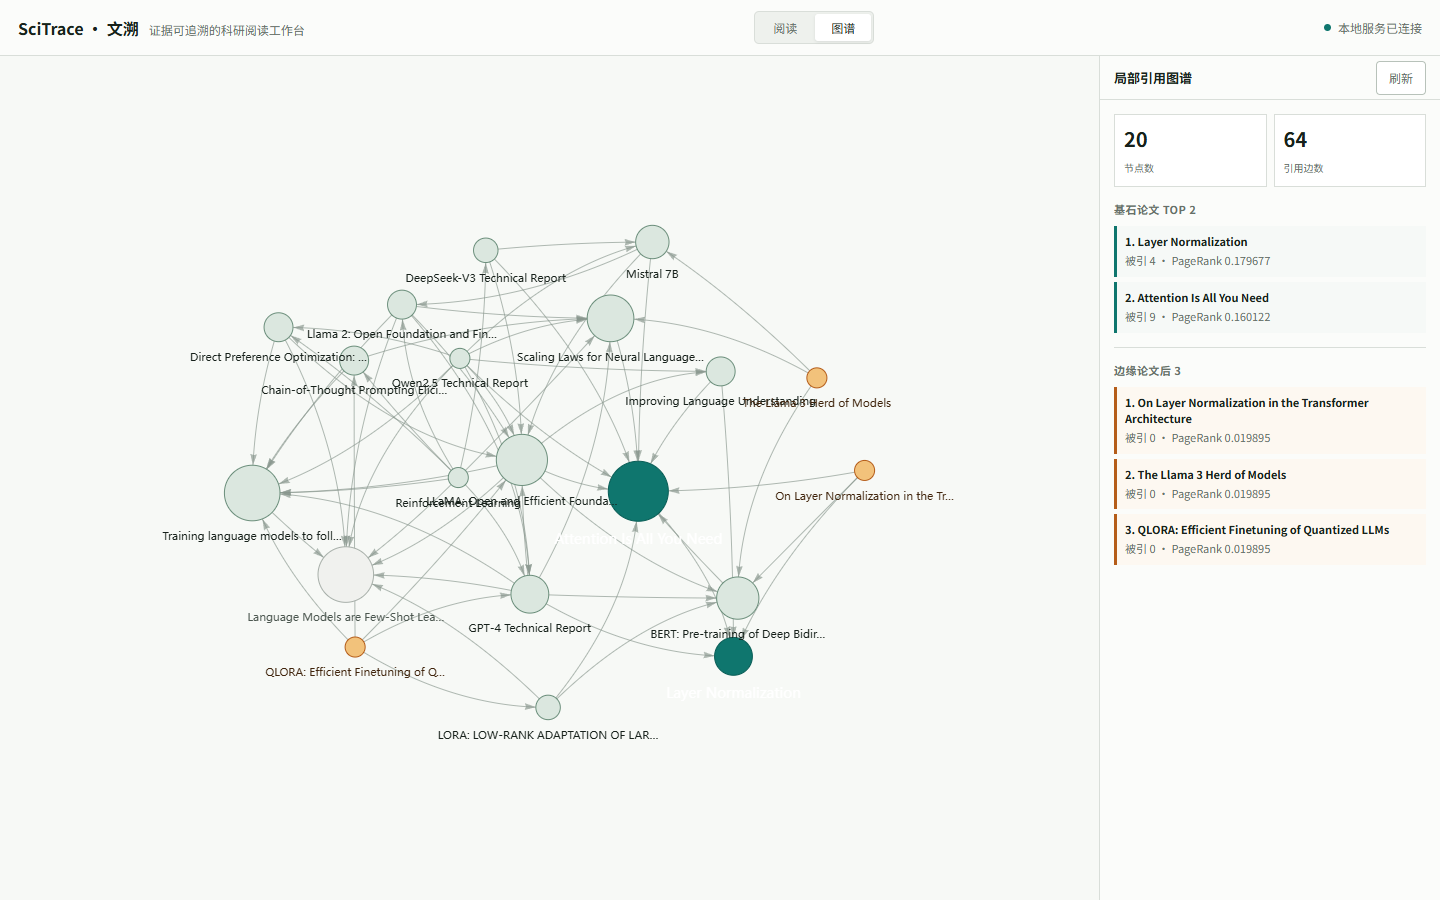 SciTrace · 文溯 证据可追溯的科研阅读工作台
阅读 图谱
本地服务已连接
DeepSeek-V3 Technical Report
Mistral 7B
Llama 2: Open Foundation and Fin...
Direct Preference Optimization: ...
Scaling Laws for Neural Language...
Chain-of-Thought Prompting Elici...
Qwen2.5 Technical Report
Improving Language Understanding
The Llama 3 Herd of Models
On Layer Normalization in the Tr...
Reinforcement Learning
LLaMA: Open and Efficient Founda...
Training language models to foll...
Attention Is All You Need
Language Models are Few-Shot Lea...
GPT-4 Technical Report
BERT: Pre-training of Deep Bidir...
QLORA: Efficient Finetuning of Q...
Layer Normalization
LORA: LOW-RANK ADAPTATION OF LAR...
局部引用图谱
刷新
20
节点数
64
引用边数
基石论文 TOP 2
1. Layer Normalization
被引 4 · PageRank 0.179677
2. Attention Is All You Need
被引 9 · PageRank 0.160122
边缘论文后 3
1. On Layer Normalization in the Transformer
Architecture
被引 0 · PageRank 0.019895
2. The Llama 3 Herd of Models
被引 0 · PageRank 0.019895
3. QLORA: Efficient Finetuning of Quantized LLMs
被引 0 · PageRank 0.019895